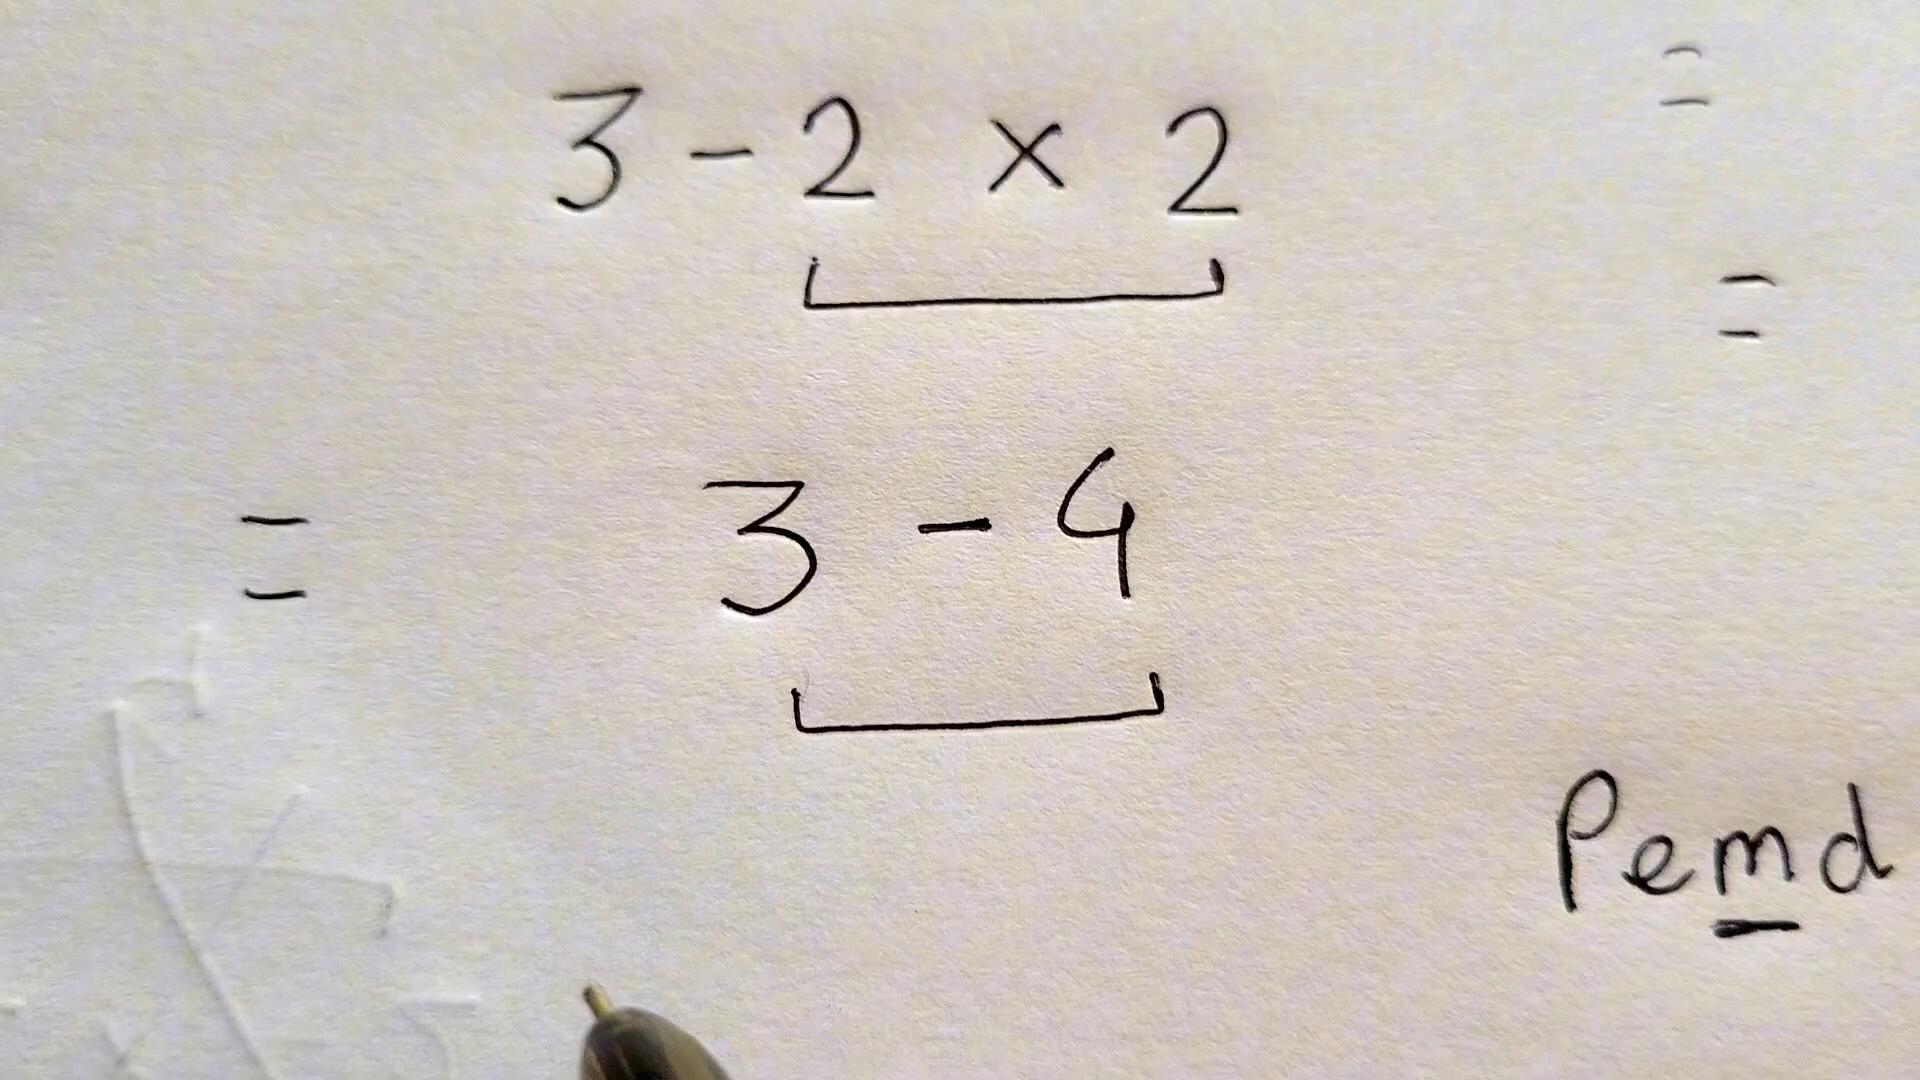 3 - 2 × 2
=
=
= 3 - 4
Pemd